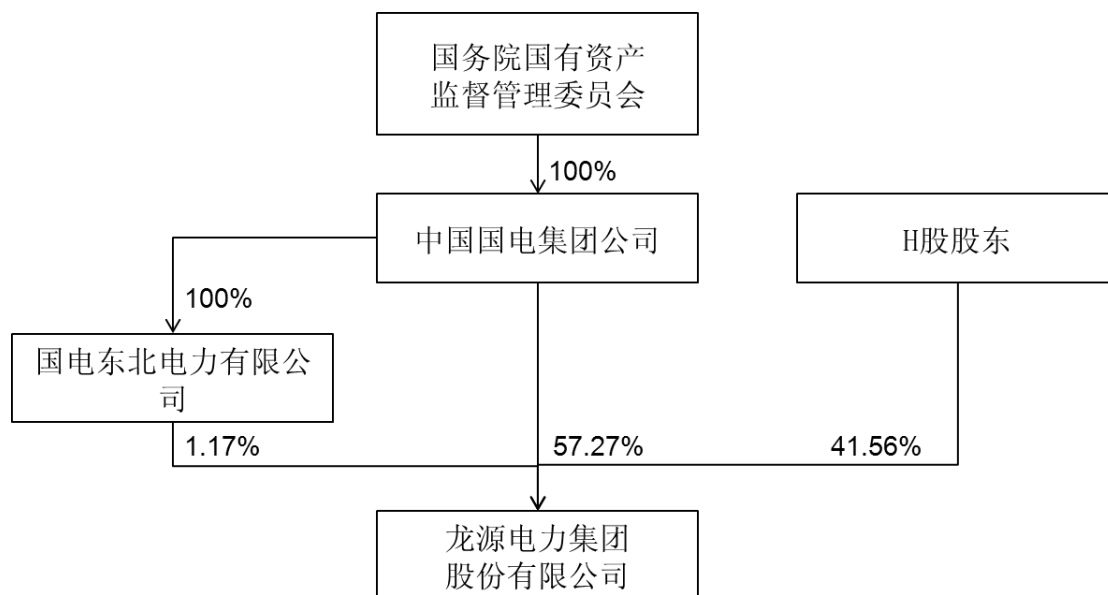 国务院国有资产
监督管理委员会
100%
中国国电集团公司
H股股东
100%
国电东北电力有限公
司
1.17%
57.27%
41.56%
龙源电力集团
股份有限公司